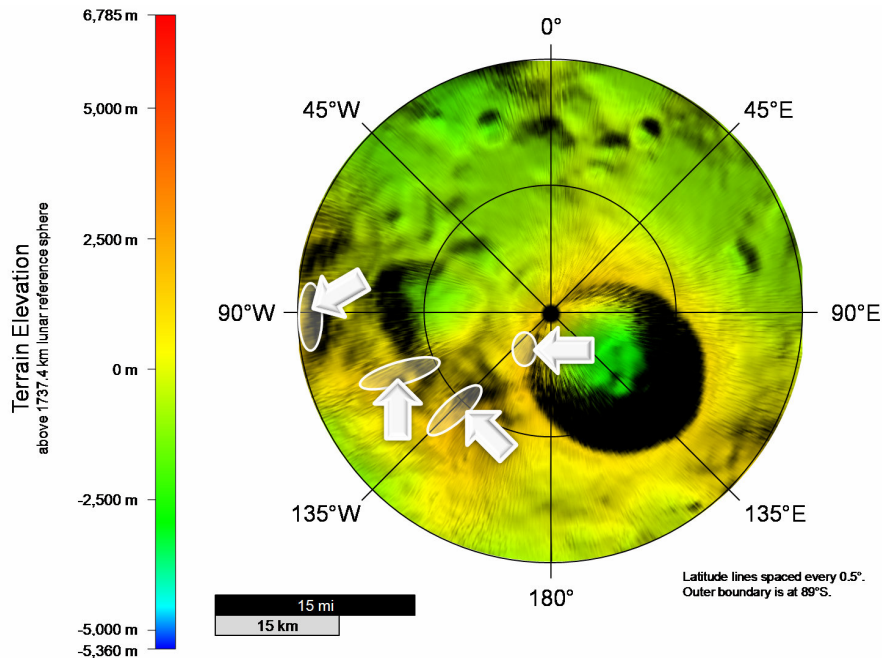 6,785 m
5,000 m
2,500 m
0 m
-2,500 m
-5,000 m
-5,360 m
Terrain Elevation
above 1737.4 km lunar reference sphere
0°
45°W
45°E
90°W
90°E
135°W
135°E
180°
15 mi
15 km
Latitude lines spaced every 0.5°.
Outer boundary is at 89°S.